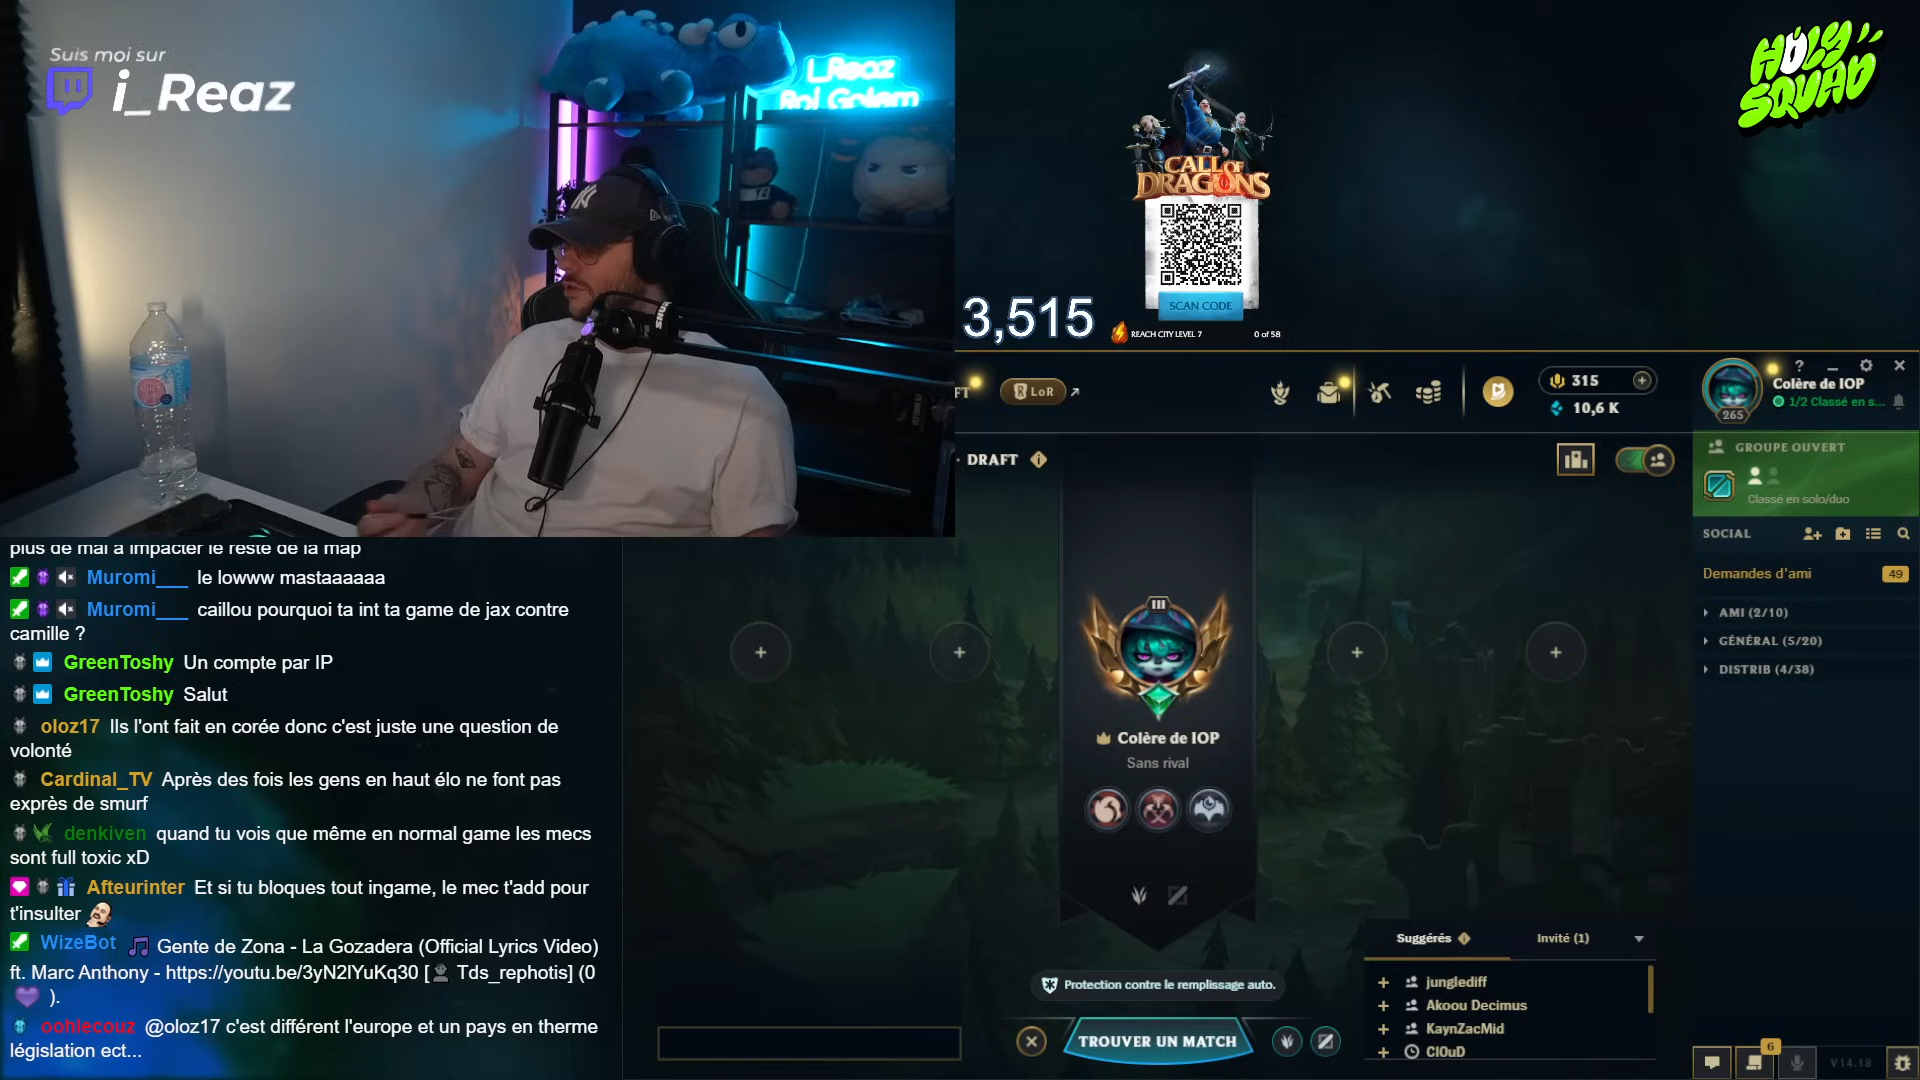 Suis moi sur
i_Reaz
I_Reaz
Roi Golem
HOLY
SQUAD
CALL OF
DRAGONS
SCAN CODE
3,515
REACH CITY LEVEL 7 0 of 58
FT
LoR
315
10,6 K
265
Colère de IOP
1/2 Classé en s...
DRAFT
GROUPE OUVERT
Classé en solo/duo
SOCIAL
Demandes d'ami 49
AMI (2/10)
GÉNÉRAL (5/20)
DISTRIB (4/38)
plus de mal à impacter le reste de la map
Muromi___ le lowww mastaaaaaa
Muromi___ caillou pourquoi ta int ta game de jax contre
camille ?
GreenToshy Un compte par IP
GreenToshy Salut
oloz17 Ils l'ont fait en corée donc c'est juste une question de
volonté
Cardinal_TV Après des fois les gens en haut élo ne font pas
exprès de smurf
denkiven quand tu vois que même en normal game les mecs
sont full toxic xD
Afteurinter Et si tu bloques tout ingame, le mec t'add pour
t'insulter
WizeBot Gente de Zona - La Gozadera (Official Lyrics Video)
ft. Marc Anthony - https://youtu.be/3yN2lYuKq30 [ Tds_rephotis] (0
).
oohlecouz @oloz17 c'est différent l'europe et un pays en therme
législation ect...
III
Colère de IOP
Sans rival
Protection contre le remplissage auto.
TROUVER UN MATCH
Suggérés Invité (1)
junglediff
Akoou Decimus
KaynZacMid
Cl0uD
6
V14.18